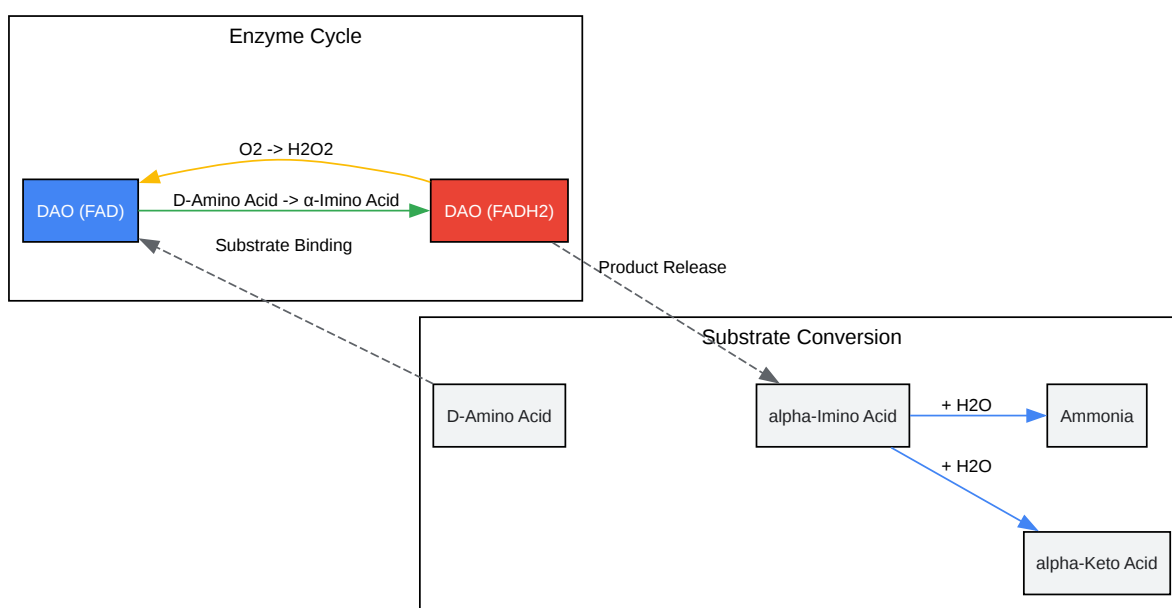 Enzyme Cycle
O2 -> H2O2
DAO (FAD)
D-Amino Acid -> α-Imino Acid
DAO (FADH2)
Substrate Binding
Product Release
Substrate Conversion
D-Amino Acid
alpha-Imino Acid
+ H2O
Ammonia
+ H2O
alpha-Keto Acid